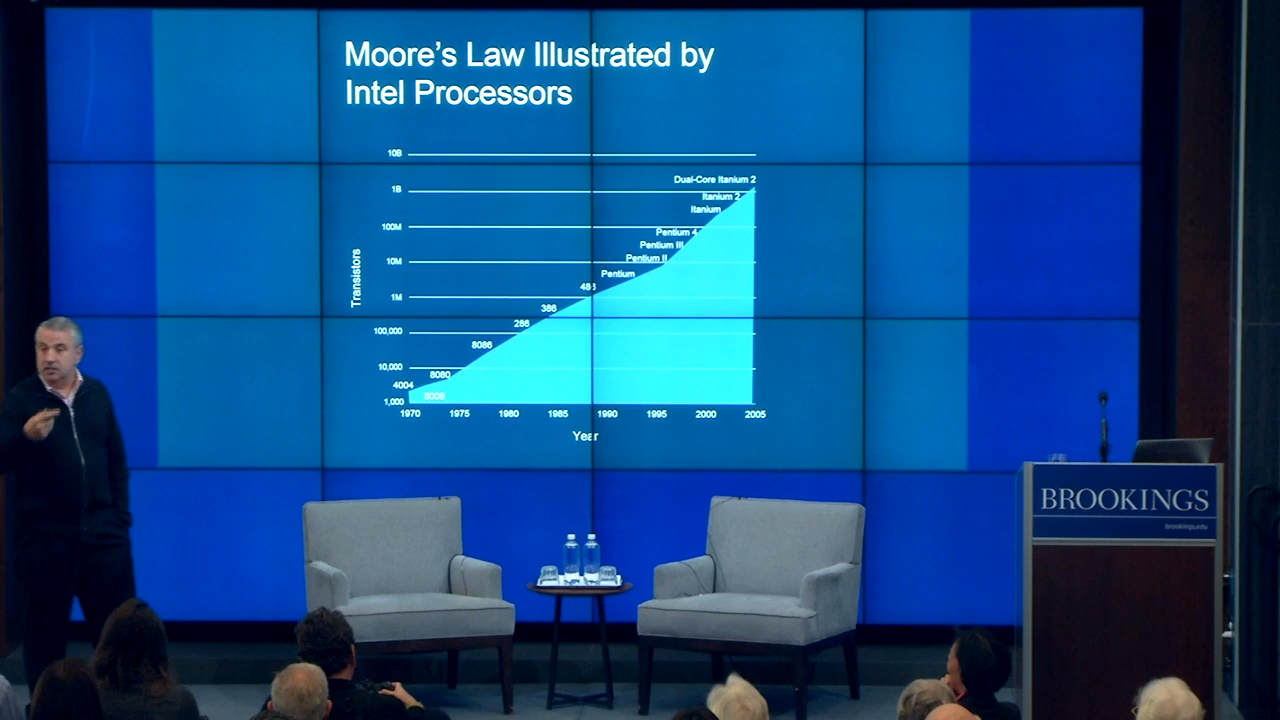 Moore's Law Illustrated by
Intel Processors
10B
1B
100M
10M
1M
100,000
10,000
1,000
Transistors
Dual-Core Itanium 2
Itanium 2
Itanium
Pentium 4
Pentium III
Pentium II
Pentium
486
386
286
8086
8080
4004
8008
1970 1975 1980 1985 1990 1995 2000 2005
Year
BROOKINGS
brookings.edu